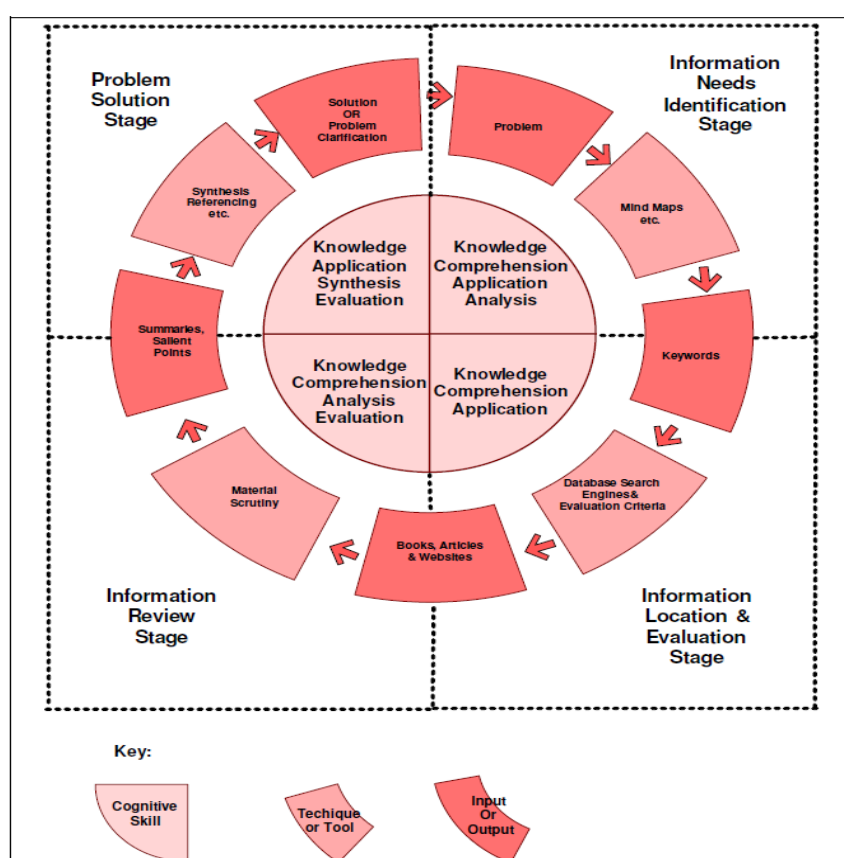 Problem
Solution
Stage
Solution
OR
Problem
Clarification
Problem
Information
Needs
Identification
Stage
Synthesis
Referencing
etc.
Mind Maps
etc.
Knowledge
Application
Synthesis
Evaluation
Knowledge
Comprehension
Application
Analysis
Summaries,
Salient
Points
Keywords
Knowledge
Comprehension
Analysis
Evaluation
Knowledge
Comprehension
Application
Material
Scrutiny
Database Search
Engines&
Evaluation Criteria
Books, Articles
& Websites
Information
Review
Stage
Information
Location &
Evaluation
Stage
Key:
Cognitive
Skill
Techique
or Tool
Input
Or
Output